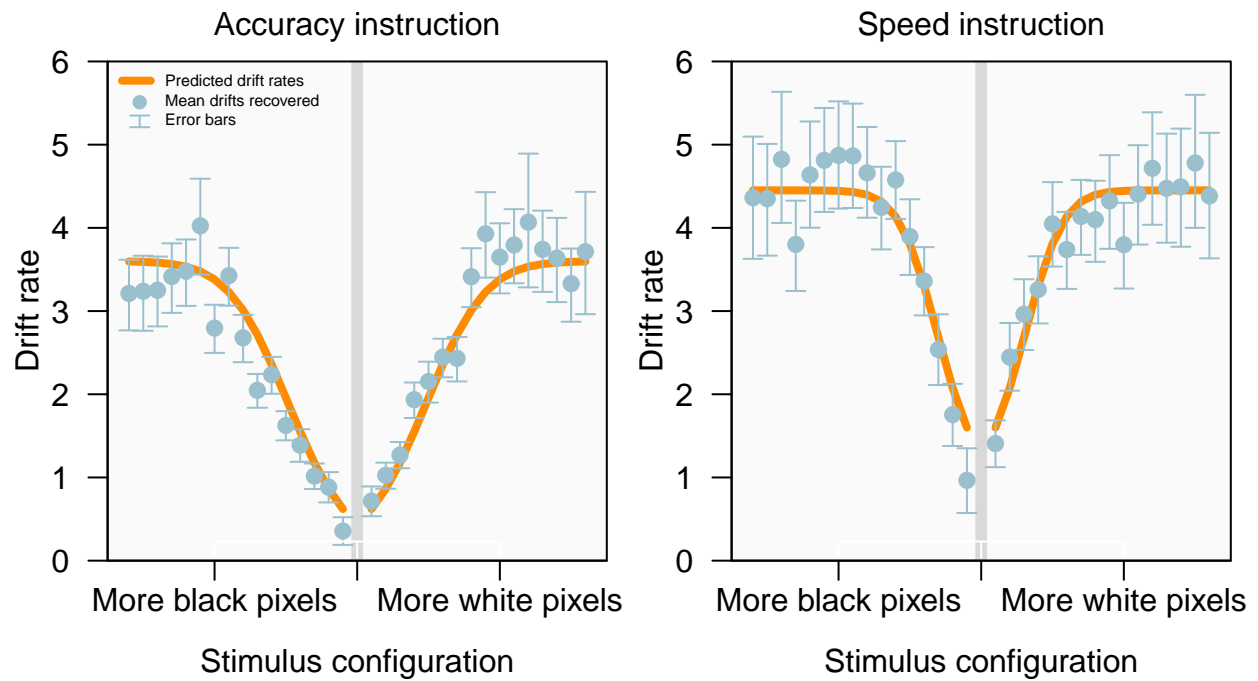 Accuracy instruction
6
5
4
3
2
1
0
Drift rate
Predicted drift rates
Mean drifts recovered
Error bars
More black pixels
More white pixels
Stimulus configuration
Speed instruction
6
5
4
3
2
1
0
Drift rate
More black pixels
More white pixels
Stimulus configuration